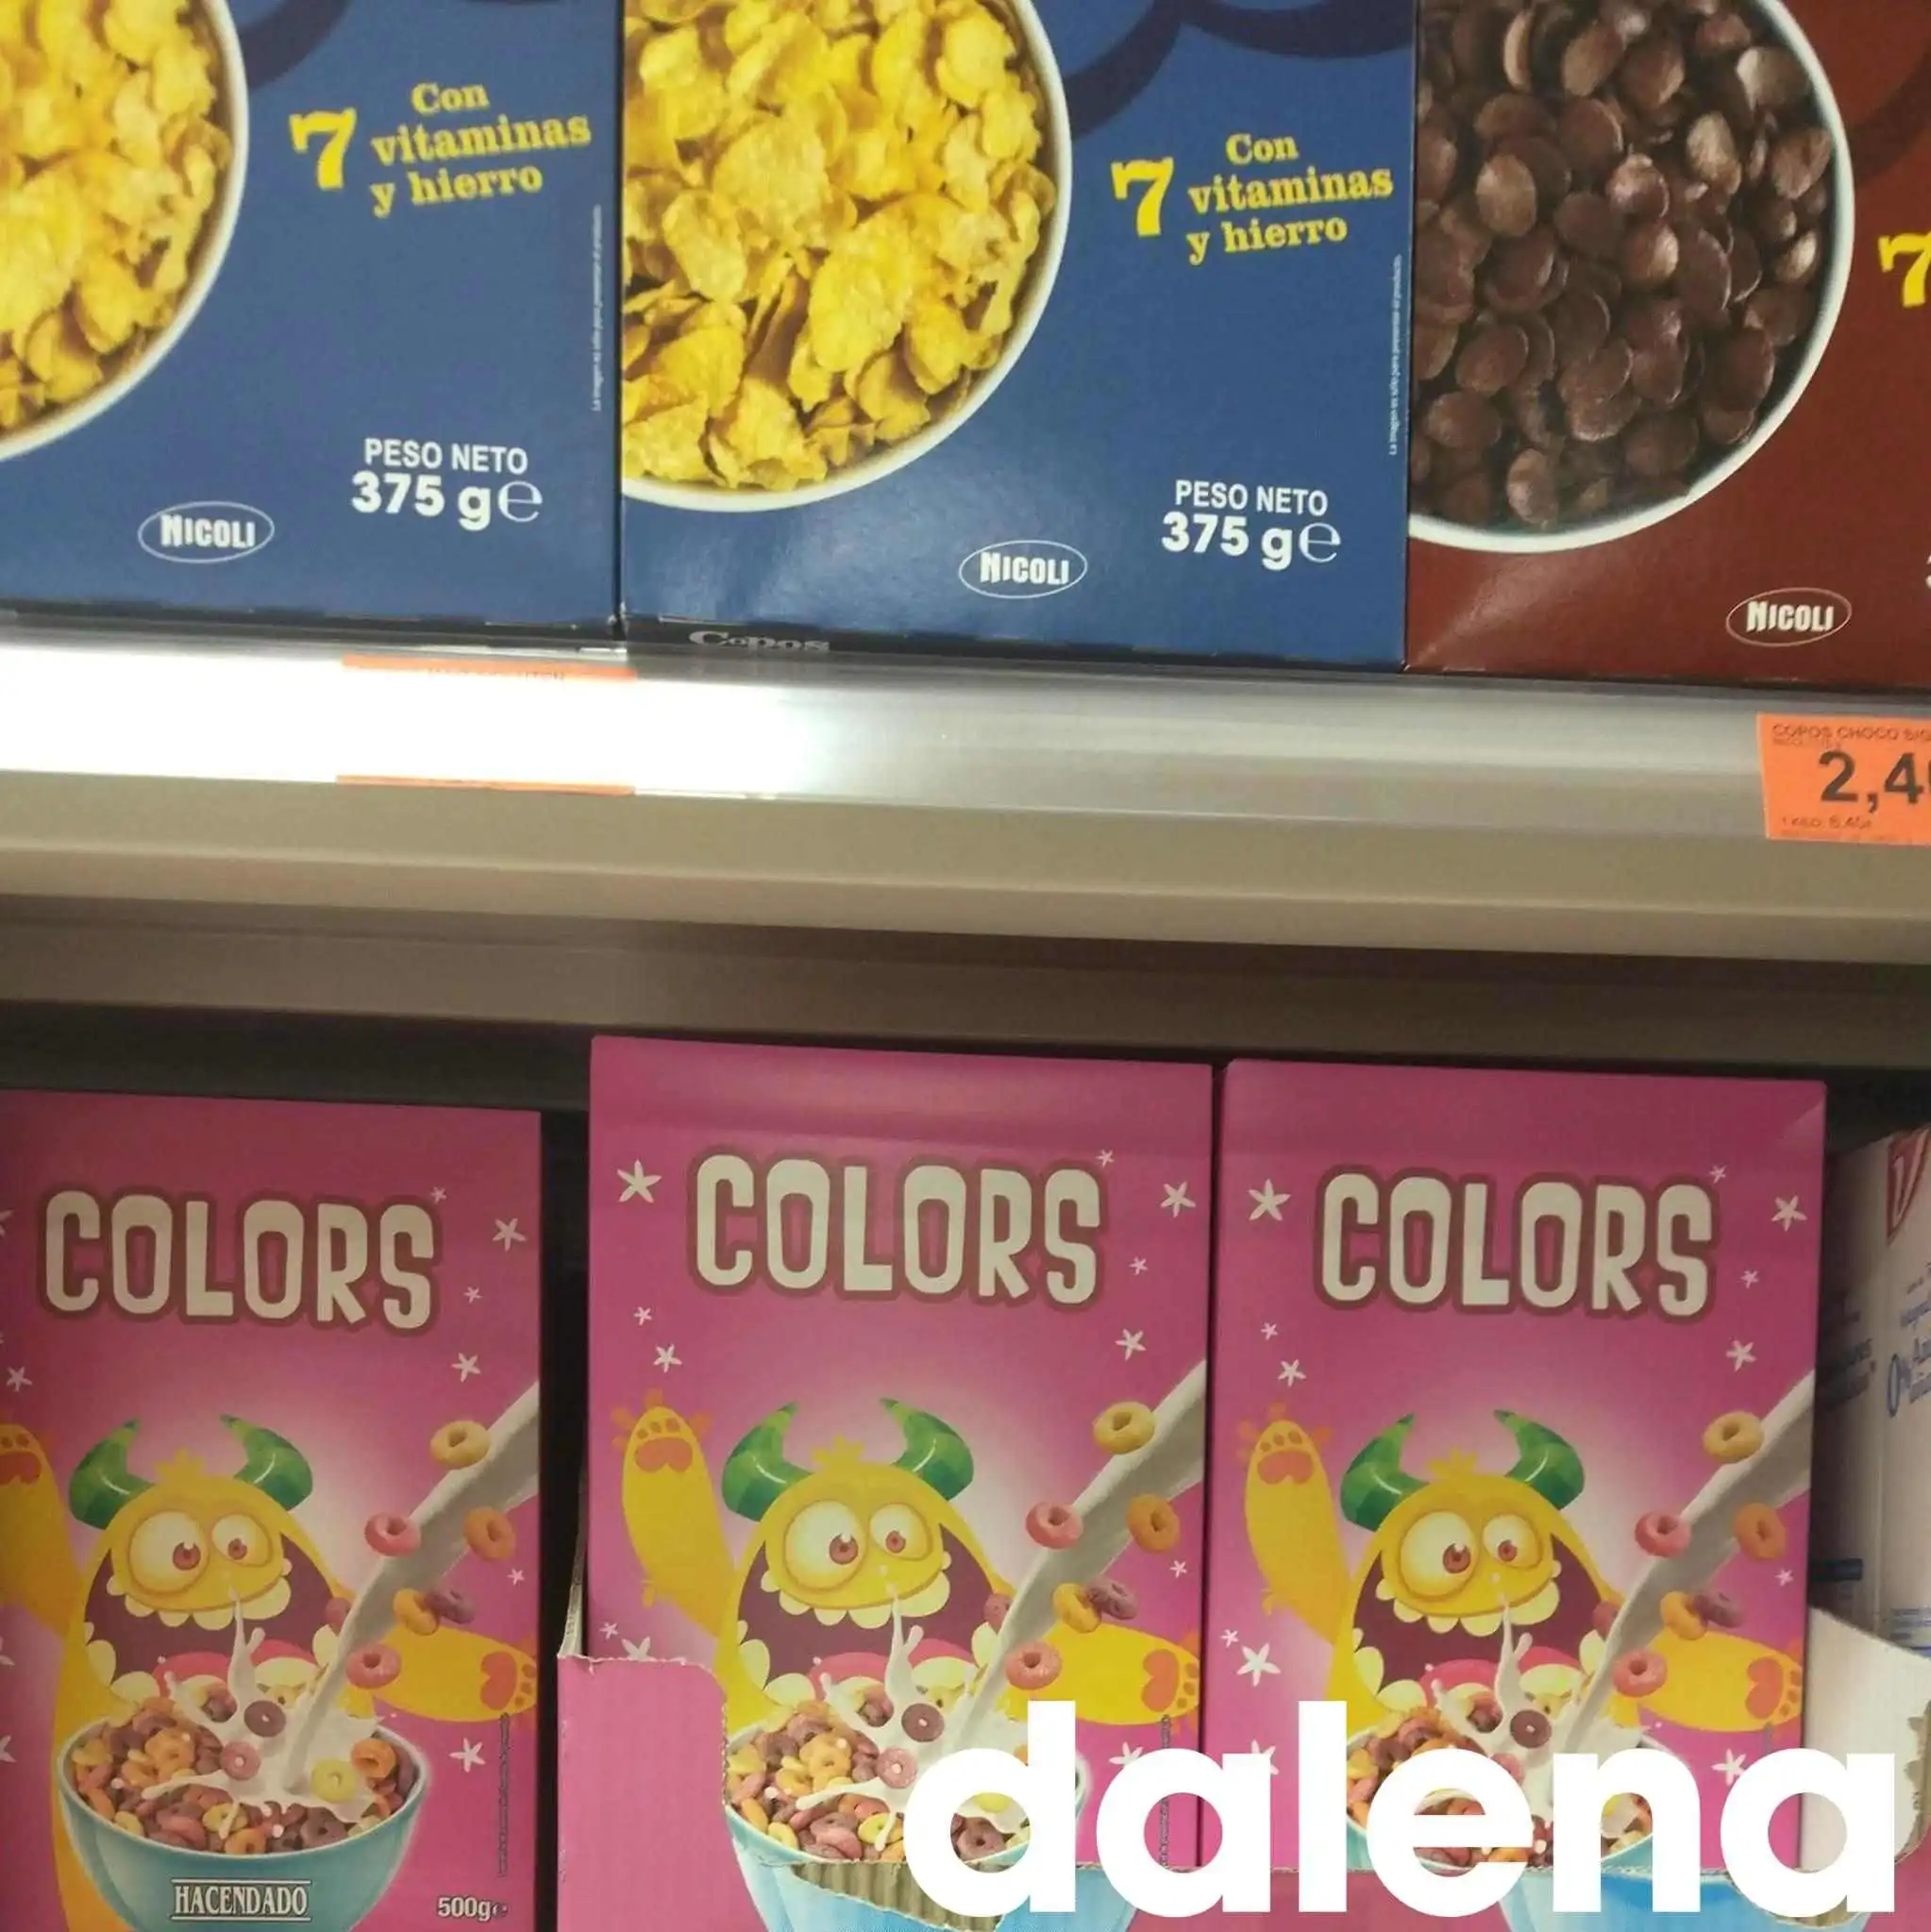 Con
7 vitaminas
y hierro
PESO NETO
375 g℮
NICOLI
Con
7 vitaminas
y hierro
PESO NETO
375 g℮
NICOLI
7
NICOLI
Copos
COPOS CHOCO
2,4
COLORS
COLORS
COLORS
HACENDADO
500g
0%
dalena